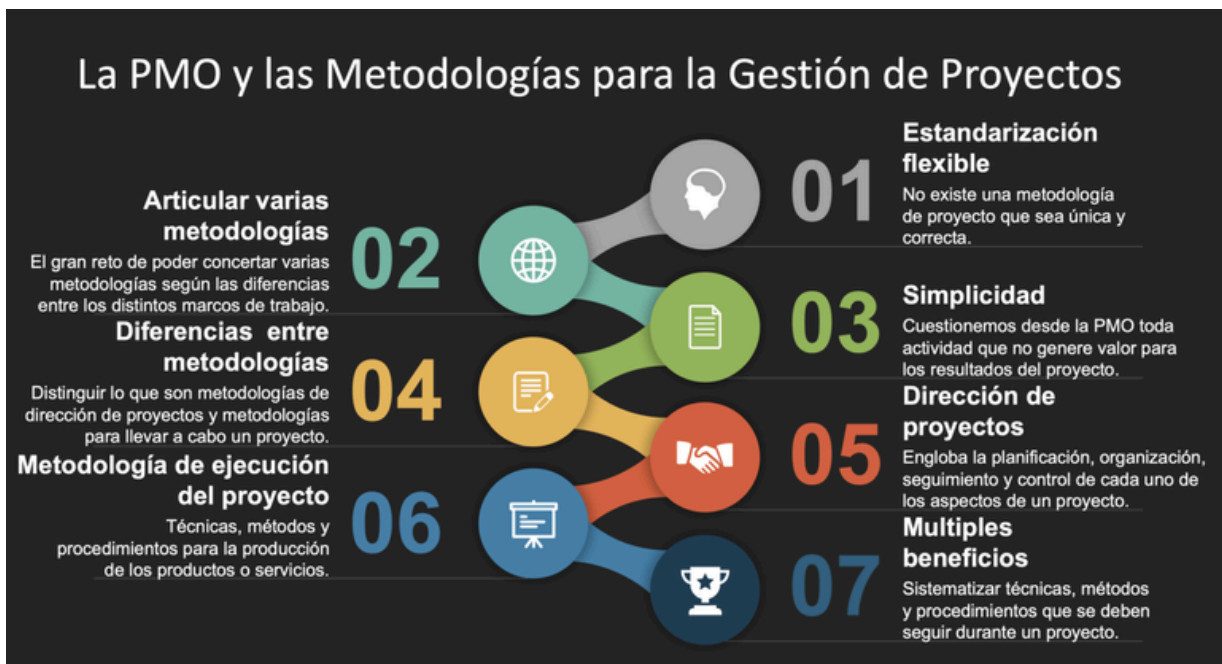 La PMO y las Metodologías para la Gestión de Proyectos
01
Estandarización
flexible
No existe una metodología
de proyecto que sea única y
correcta.
02
Articular varias
metodologías
El gran reto de poder concertar varias
metodologías según las diferencias
entre los distintos marcos de trabajo.
03
Simplicidad
Cuestionemos desde la PMO toda
actividad que no genere valor para
los resultados del proyecto.
04
Diferencias entre
metodologías
Distinguir lo que son metodologías de
dirección de proyectos y metodologías
para llevar a cabo un proyecto.
05
Dirección de
proyectos
Engloba la planificación, organización,
seguimiento y control de cada uno de
los aspectos de un proyecto.
06
Metodología de ejecución
del proyecto
Técnicas, métodos y
procedimientos para la producción
de los productos o servicios.
07
Multiples
beneficios
Sistematizar técnicas, métodos
y procedimientos que se deben
seguir durante un proyecto.